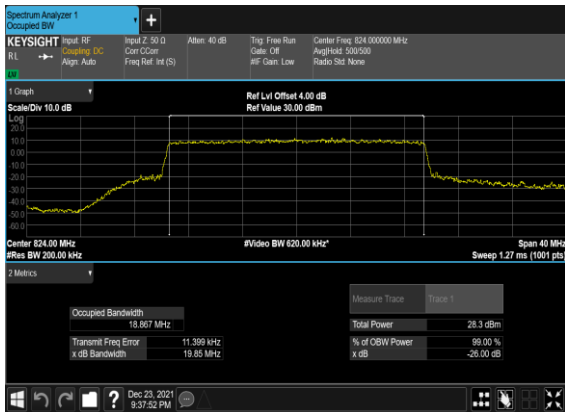 Spectrum Analyzer 1
Occupied BW
KEYSIGHT Input: RF Input Z: 50 Ω Atten: 40 dB Trig: Free Run Center Freq: 824.000000 MHz
RL Coupling: DC Corr CCorr Gate: Off Avg|Hold: 500/500
Align: Auto Freq Ref: Int (S) #IF Gain: Low Radio Std: None
LXI
1 Graph
Ref Lvl Offset 4.00 dB
Scale/Div 10.0 dB Ref Value 30.00 dBm
Log
20.0
10.0
0.00
-10.0
-20.0
-30.0
-40.0
-50.0
-60.0
Center 824.00 MHz #Video BW 620.00 kHz* Span 40 MHz
#Res BW 200.00 kHz Sweep 1.27 ms (1001 pts)
2 Metrics
Measure Trace Trace 1
Occupied Bandwidth
18.867 MHz Total Power 28.3 dBm
Transmit Freq Error 11.399 kHz % of OBW Power 99.00 %
x dB Bandwidth 19.85 MHz x dB -26.00 dB
Dec 23, 2021
9:37:52 PM